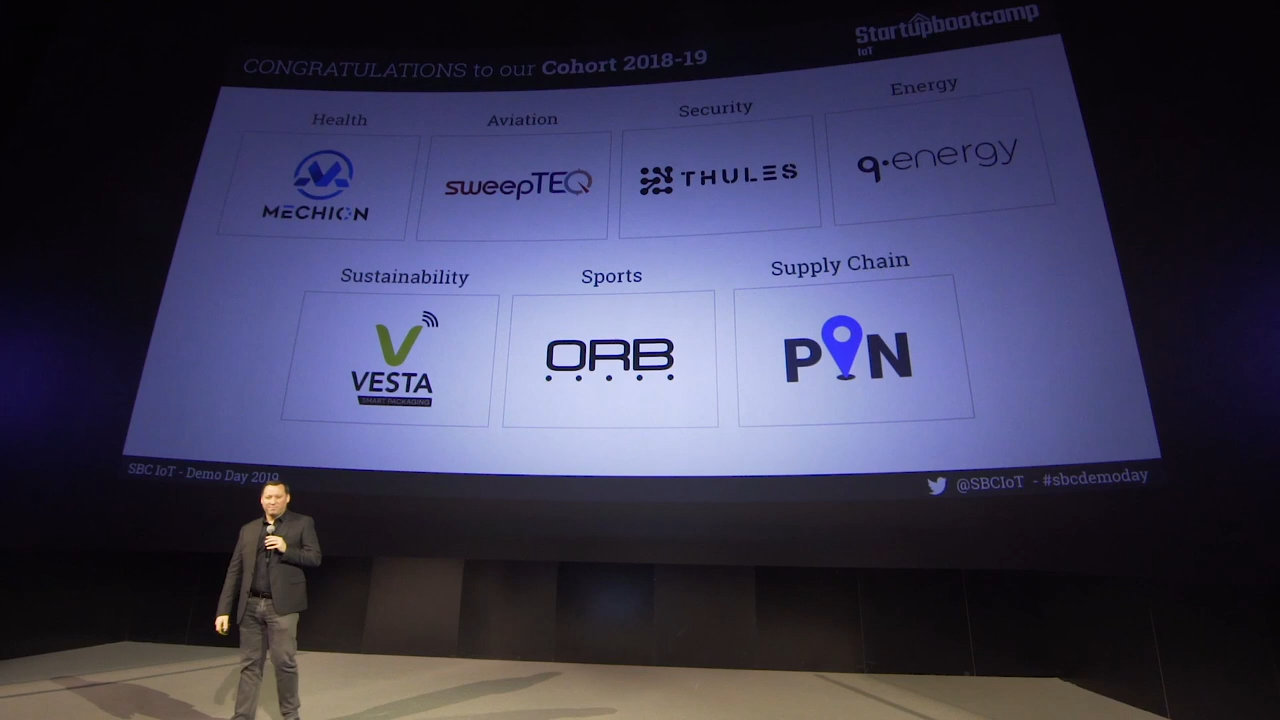 Startupbootcamp
IoT
CONGRATULATIONS to our Cohort 2018-19
Health
Aviation
Security
Energy
MECHION
sweepTEQ
THULES
q·energy
Sustainability
Sports
Supply Chain
V
VESTA
SMART PACKAGING
ORB
PIN
SBC IoT - Demo Day 2019
@SBCIoT - #sbcdemoday